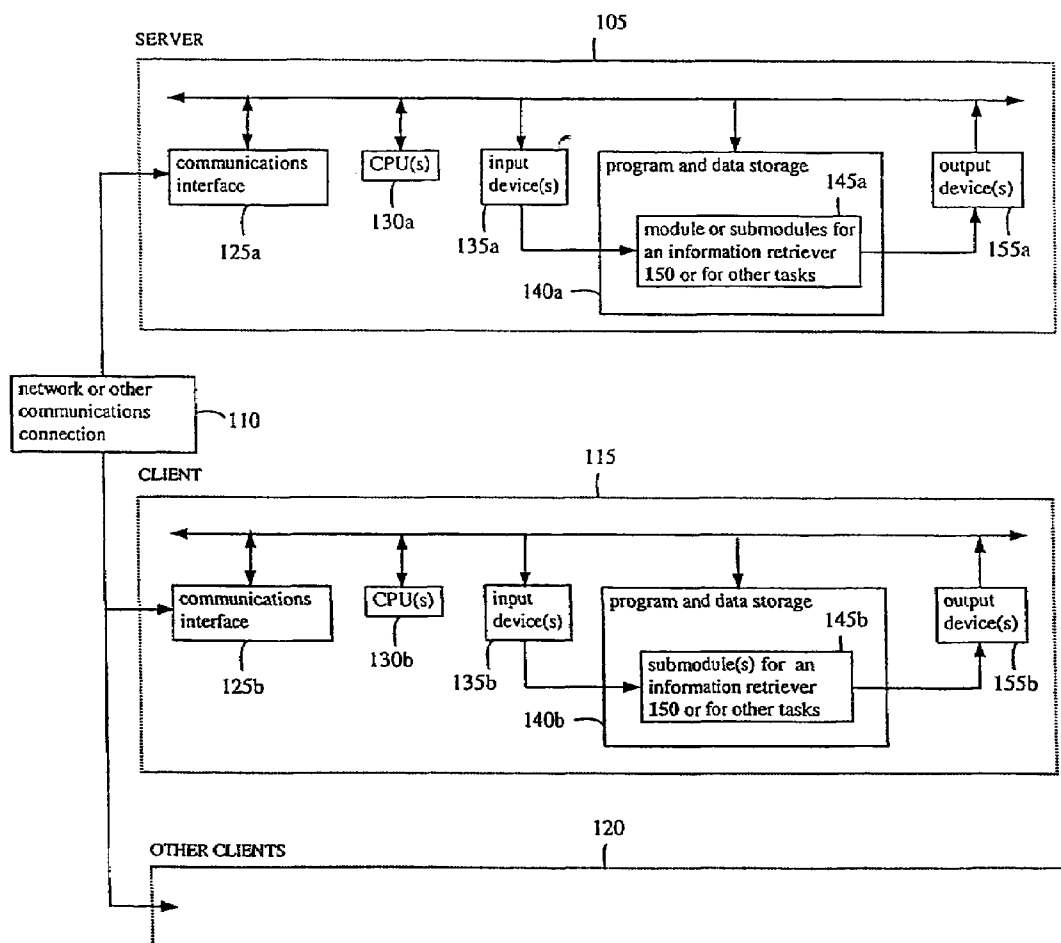 SERVER
105
communications
interface
125a
CPU(s)
130a
input
device(s)
135a
program and data storage
145a
module or submodules for
an information retriever
150 or for other tasks
140a
output
device(s)
155a
network or other
communications
connection
110
CLIENT
115
communications
interface
125b
CPU(s)
130b
input
device(s)
135b
program and data storage
145b
submodule(s) for an
information retriever
150 or for other tasks
140b
output
device(s)
155b
OTHER CLIENTS
120